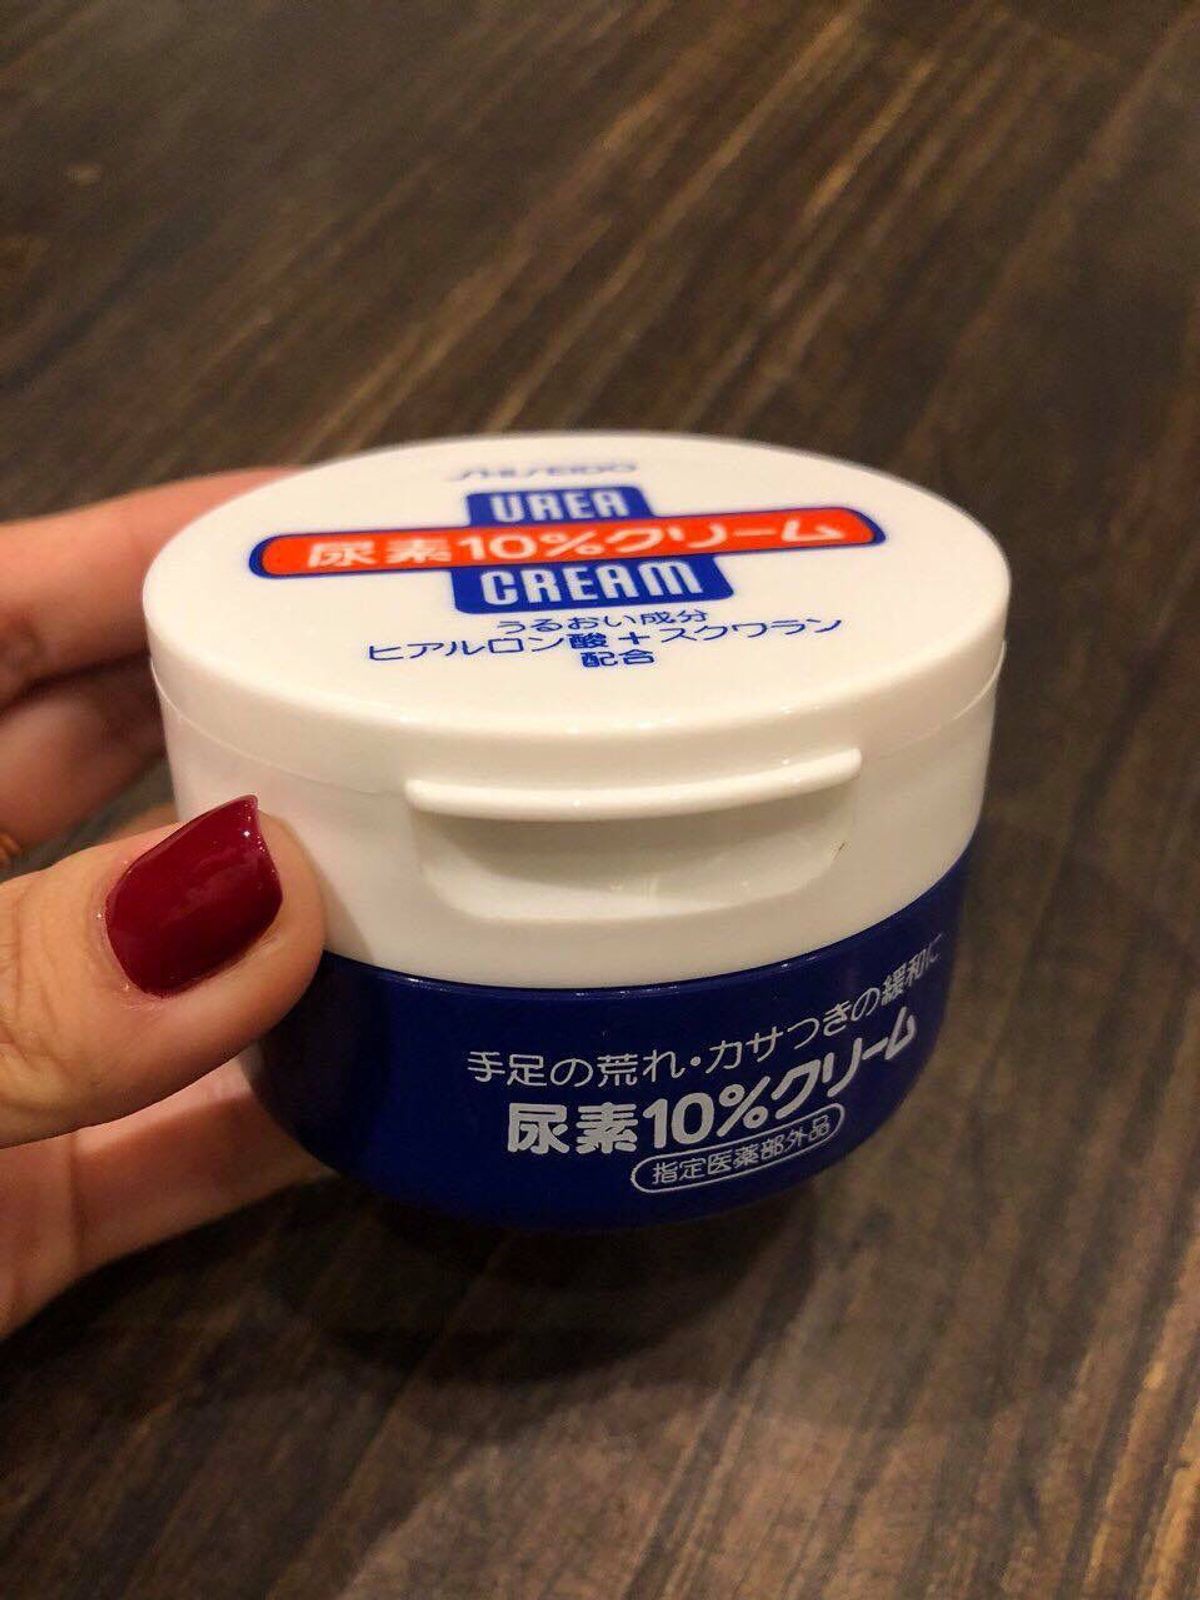 SHISEIDO
UREA
尿素10%クリーム
CREAM
うるおい成分
ヒアルロン酸+スクワラン
配合
手足の荒れ・カサつきの緩和に
尿素10%クリーム
指定医薬部外品